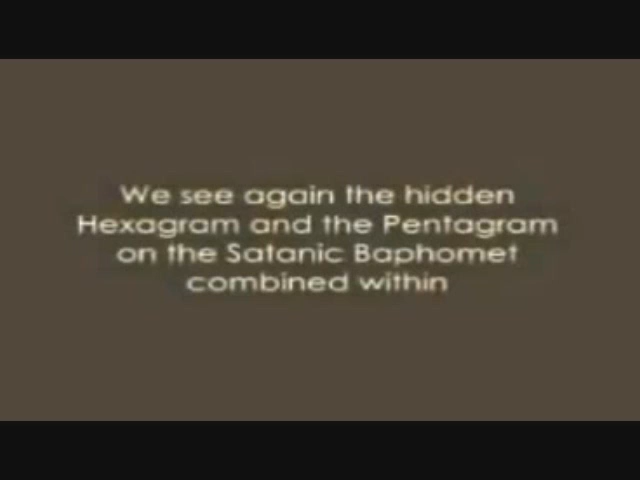 We see again the hidden
Hexagram and the Pentagram
on the Satanic Baphomet
combined within